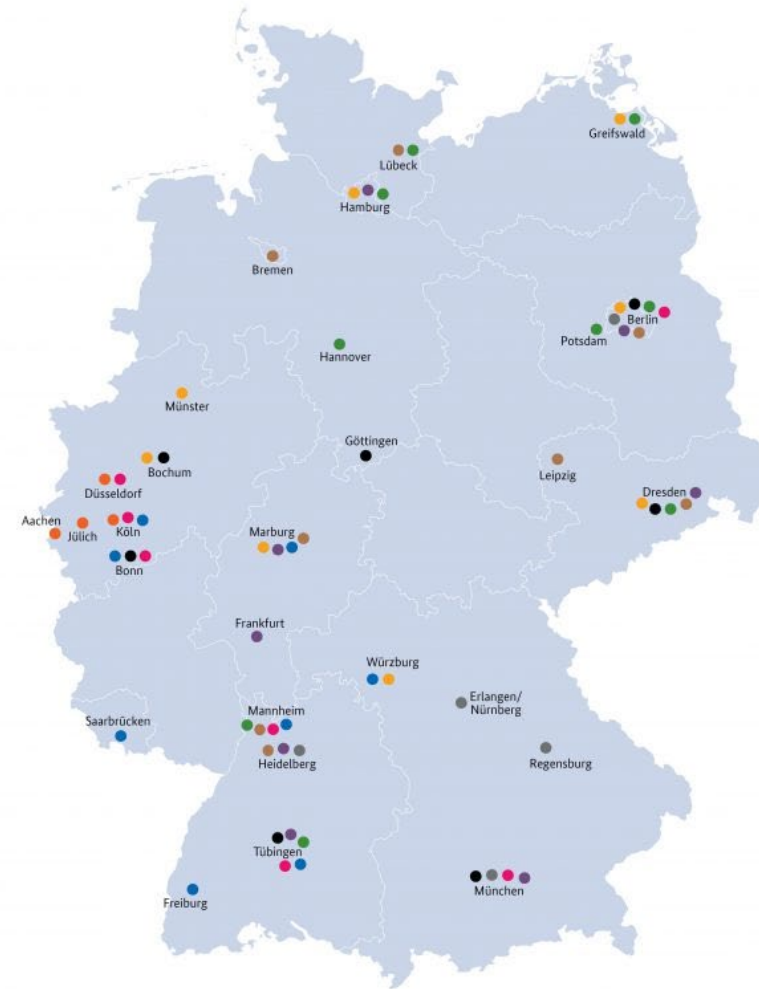 Greifswald
Lübeck
Hamburg
Bremen
Berlin
Potsdam
Hannover
Münster
Göttingen
Bochum
Leipzig
Düsseldorf
Dresden
Aachen
Jülich
Köln
Marburg
Bonn
Frankfurt
Würzburg
Erlangen/
Nürnberg
Mannheim
Saarbrücken
Heidelberg
Regensburg
Tübingen
München
Freiburg